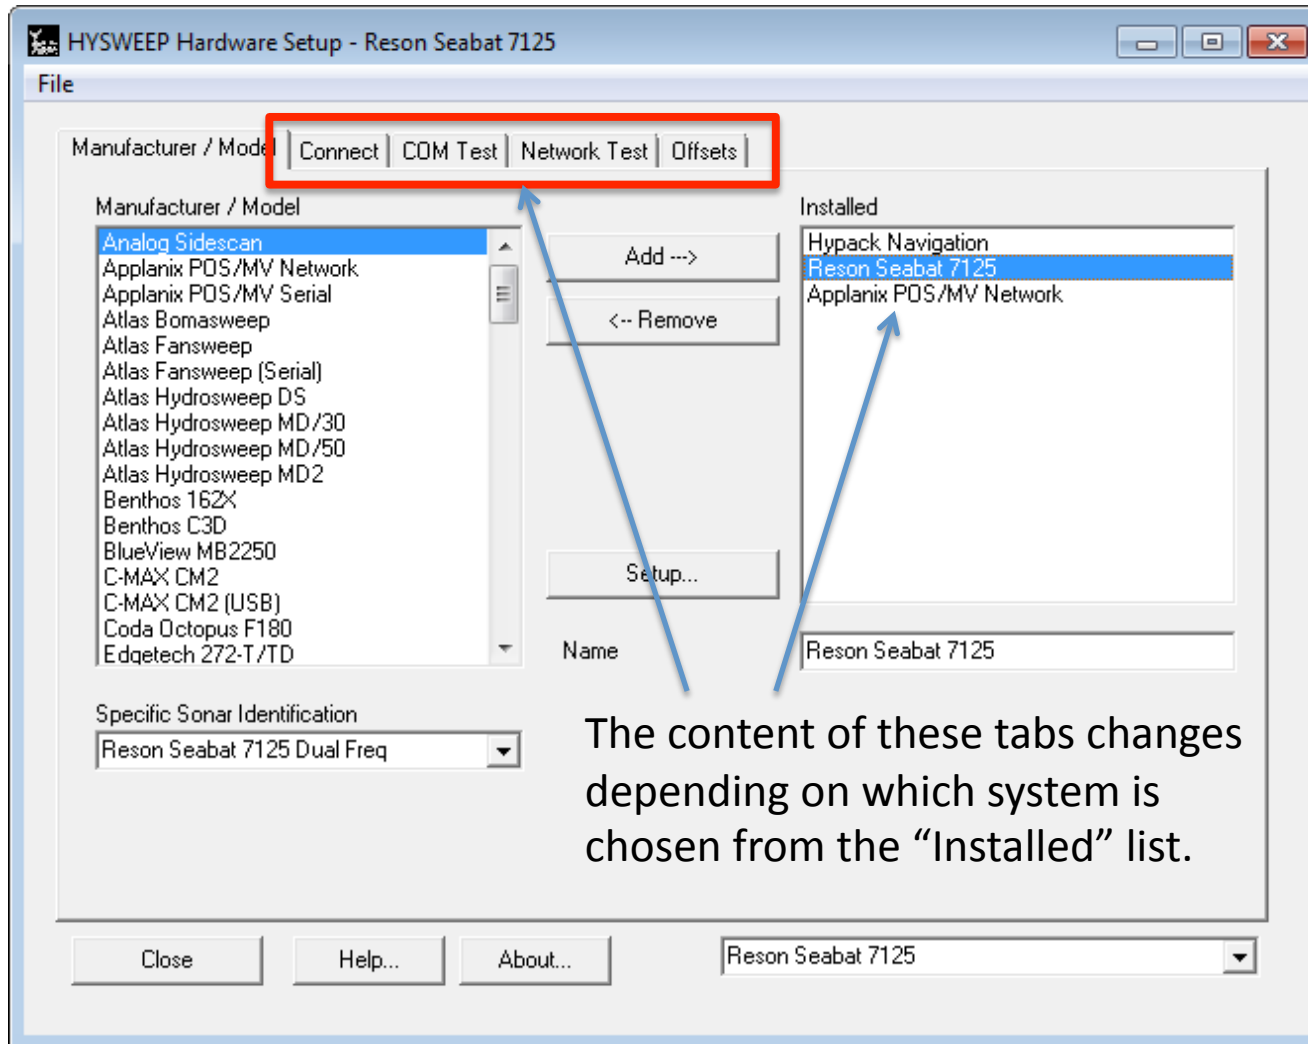 HYSWEEP Hardware Setup - Reson Seabat 7125
File
Manufacturer / Model Connect COM Test Network Test Offsets
Manufacturer / Model
Analog Sidescan
Applanix POS/MV Network
Applanix POS/MV Serial
Atlas Bomasweep
Atlas Fansweep
Atlas Fansweep (Serial)
Atlas Hydrosweep DS
Atlas Hydrosweep MD/30
Atlas Hydrosweep MD/50
Atlas Hydrosweep MD2
Benthos 162X
Benthos C3D
BlueView MB2250
C-MAX CM2
C-MAX CM2 (USB)
Coda Octopus F180
Edgetech 272-T/TD
Add --->
<-- Remove
Setup...
Installed
Hypack Navigation
Reson Seabat 7125
Applanix POS/MV Network
Name Reson Seabat 7125
Specific Sonar Identification
Reson Seabat 7125 Dual Freq
The content of these tabs changes
depending on which system is
chosen from the “Installed” list.
Close Help... About... Reson Seabat 7125